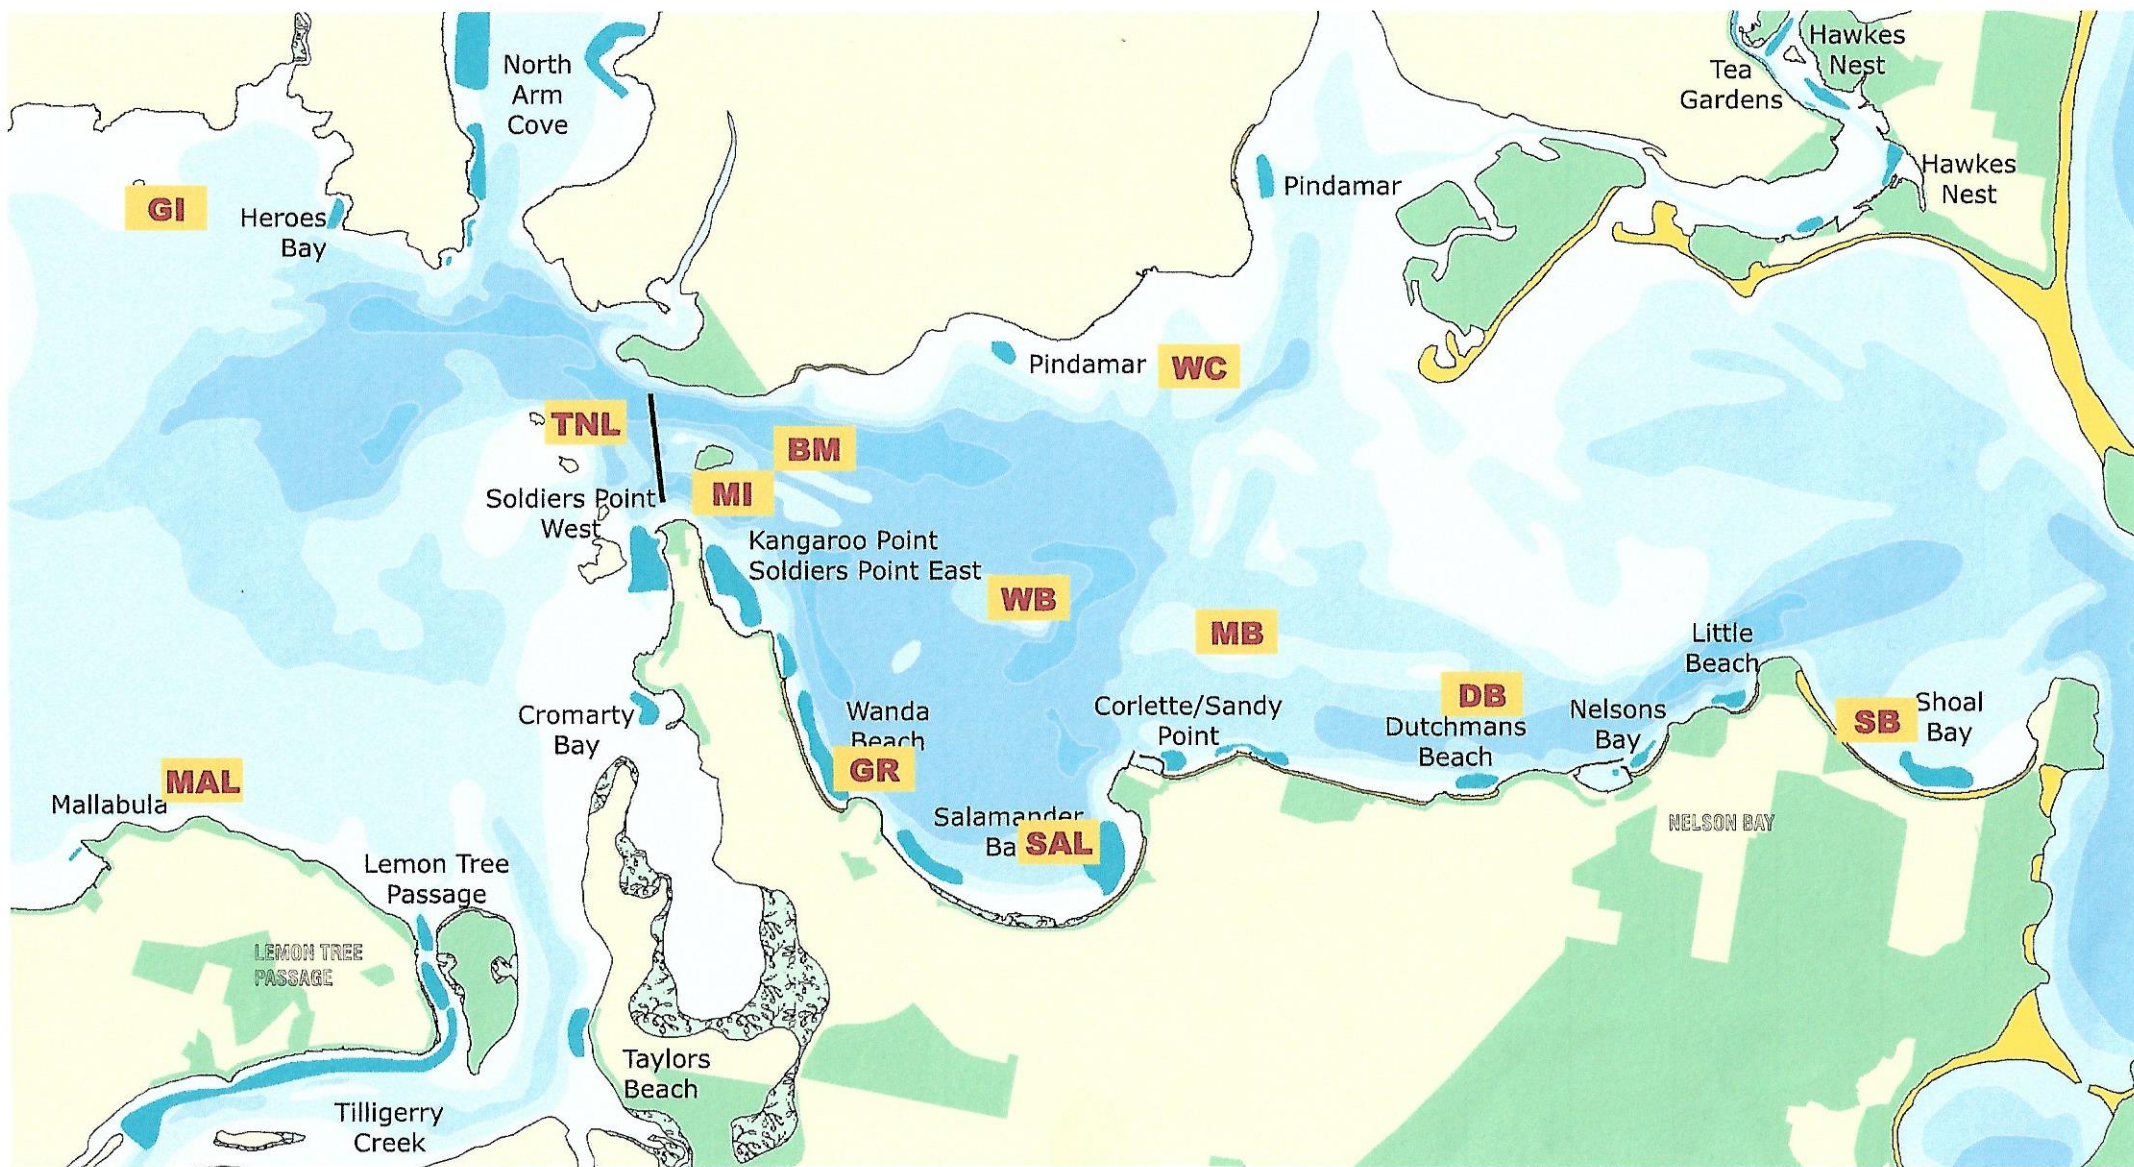 North
Arm
Cove
Hawkes
Nest
Tea
Gardens
Hawkes
Nest
Pindamar
GI
Heroes
Bay
Pindamar
WC
TNL
BM
MI
Soldiers Point
West
Kangaroo Point
Soldiers Point East
WB
MB
Little
Beach
DB
Dutchmans
Beach
Nelsons
Bay
SB
Shoal
Bay
Corlette/Sandy
Point
Cromarty
Bay
Wanda
Beach
GR
MAL
Mallabula
Salamander
Ba
SAL
NELSON BAY
Lemon Tree
Passage
LEMON TREE
PASSAGE
Taylors
Beach
Tilligerry
Creek